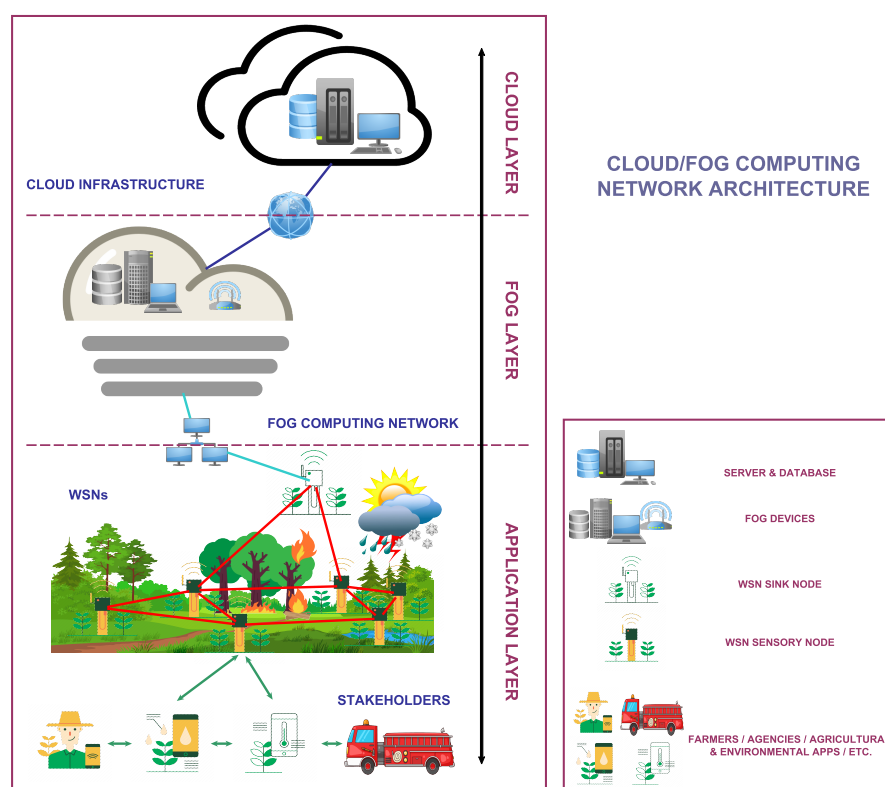 CLOUD LAYER
CLOUD/FOG COMPUTING
NETWORK ARCHITECTURE
CLOUD INFRASTRUCTURE
FOG LAYER
FOG COMPUTING NETWORK
WSNs
APPLICATION LAYER
STAKEHOLDERS
SERVER & DATABASE
FOG DEVICES
WSN SINK NODE
WSN SENSORY NODE
FARMERS / AGENCIES / AGRICULTURA
& ENVIRONMENTAL APPS / ETC.